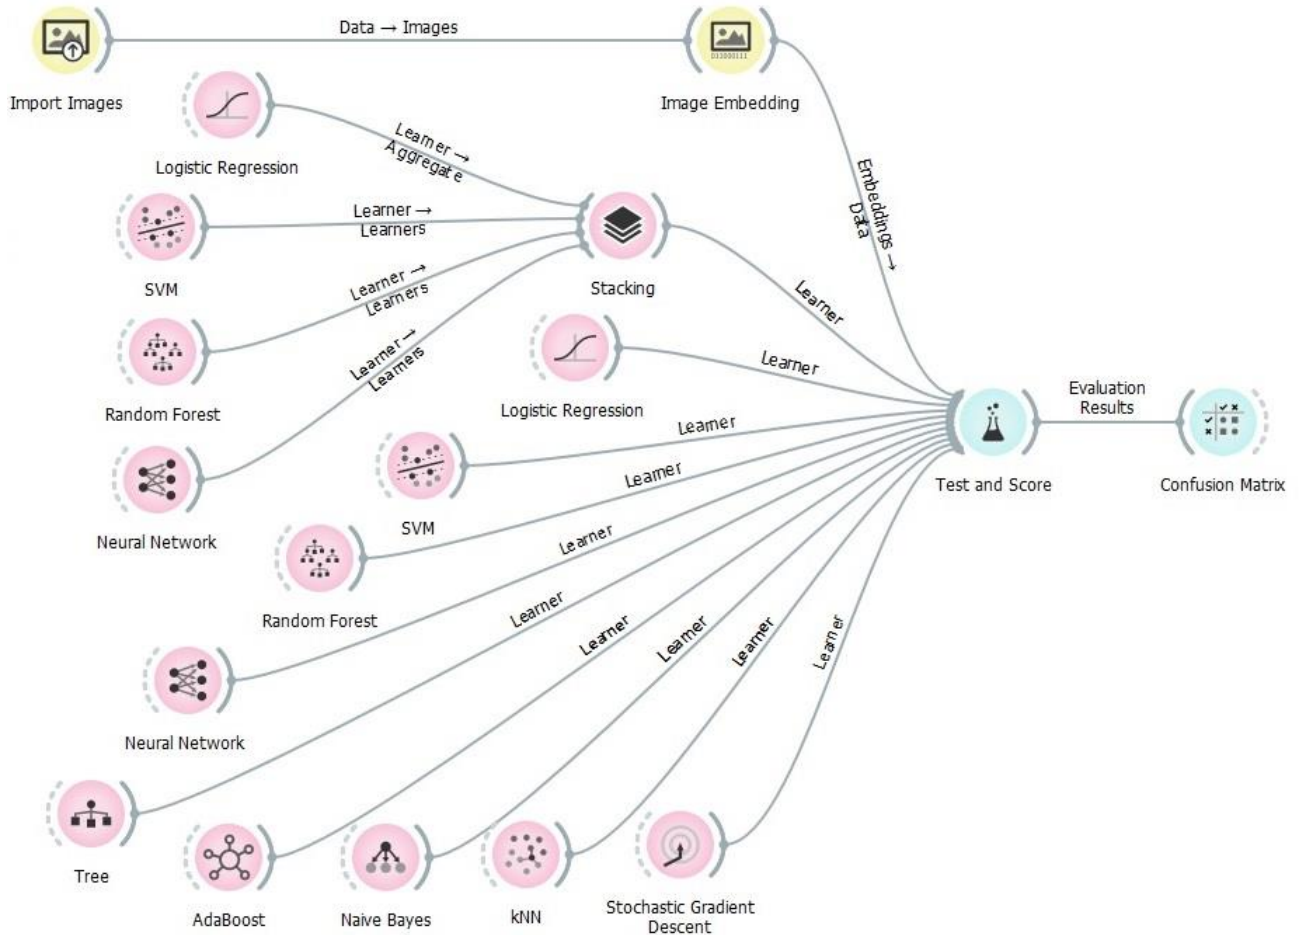 Data → Images
Import Images
Image Embedding
Logistic Regression
Learner →
Aggregate
Embeddings →
Data
SVM
Learner →
Learners
Stacking
Learner
Random Forest
Learner →
Learners
Logistic Regression
Learner
Neural Network
Learner →
Learners
SVM
Learner
Test and Score
Evaluation
Results
Confusion Matrix
Random Forest
Learner
Neural Network
Learner
Tree
Learner
AdaBoost
Learner
Naive Bayes
Learner
kNN
Learner
Stochastic Gradient
Descent
Learner